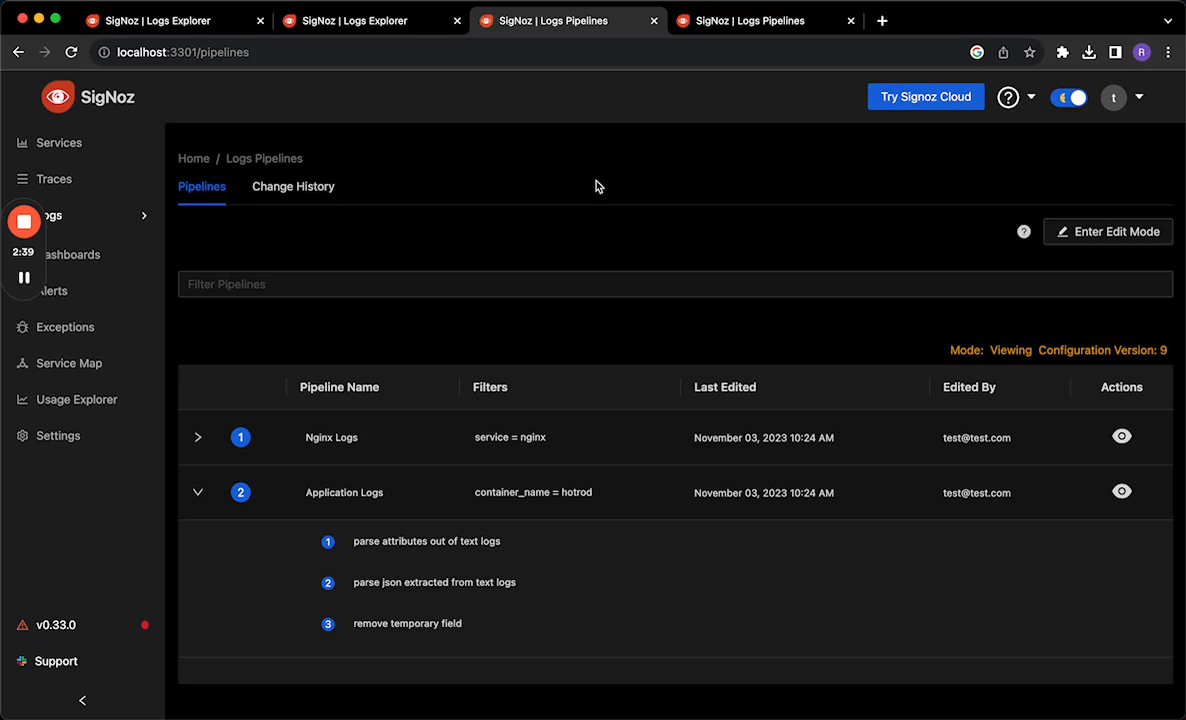 SigNoz | Logs Explorer
SigNoz | Logs Explorer
SigNoz | Logs Pipelines
SigNoz | Logs Pipelines
localhost:3301/pipelines
R
SigNoz
Try Signoz Cloud
t
Services
Traces
ogs
ashboards
lerts
Exceptions
Service Map
Usage Explorer
Settings
2:39
v0.33.0
Support
Home / Logs Pipelines
Pipelines Change History
? Enter Edit Mode
Filter Pipelines
Mode: Viewing Configuration Version: 9
Pipeline Name Filters Last Edited Edited By Actions
1 Nginx Logs service = nginx November 03, 2023 10:24 AM test@test.com
2 Application Logs container_name = hotrod November 03, 2023 10:24 AM test@test.com
1 parse attributes out of text logs
2 parse json extracted from text logs
3 remove temporary field